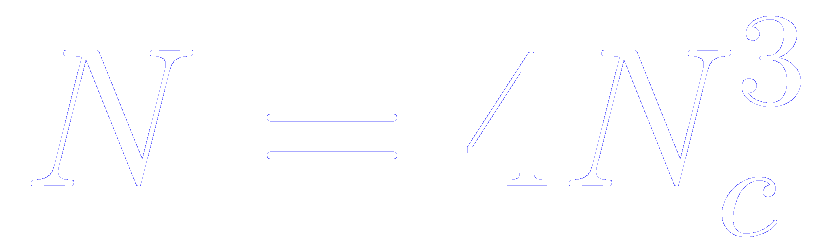 N = 4N_c^3